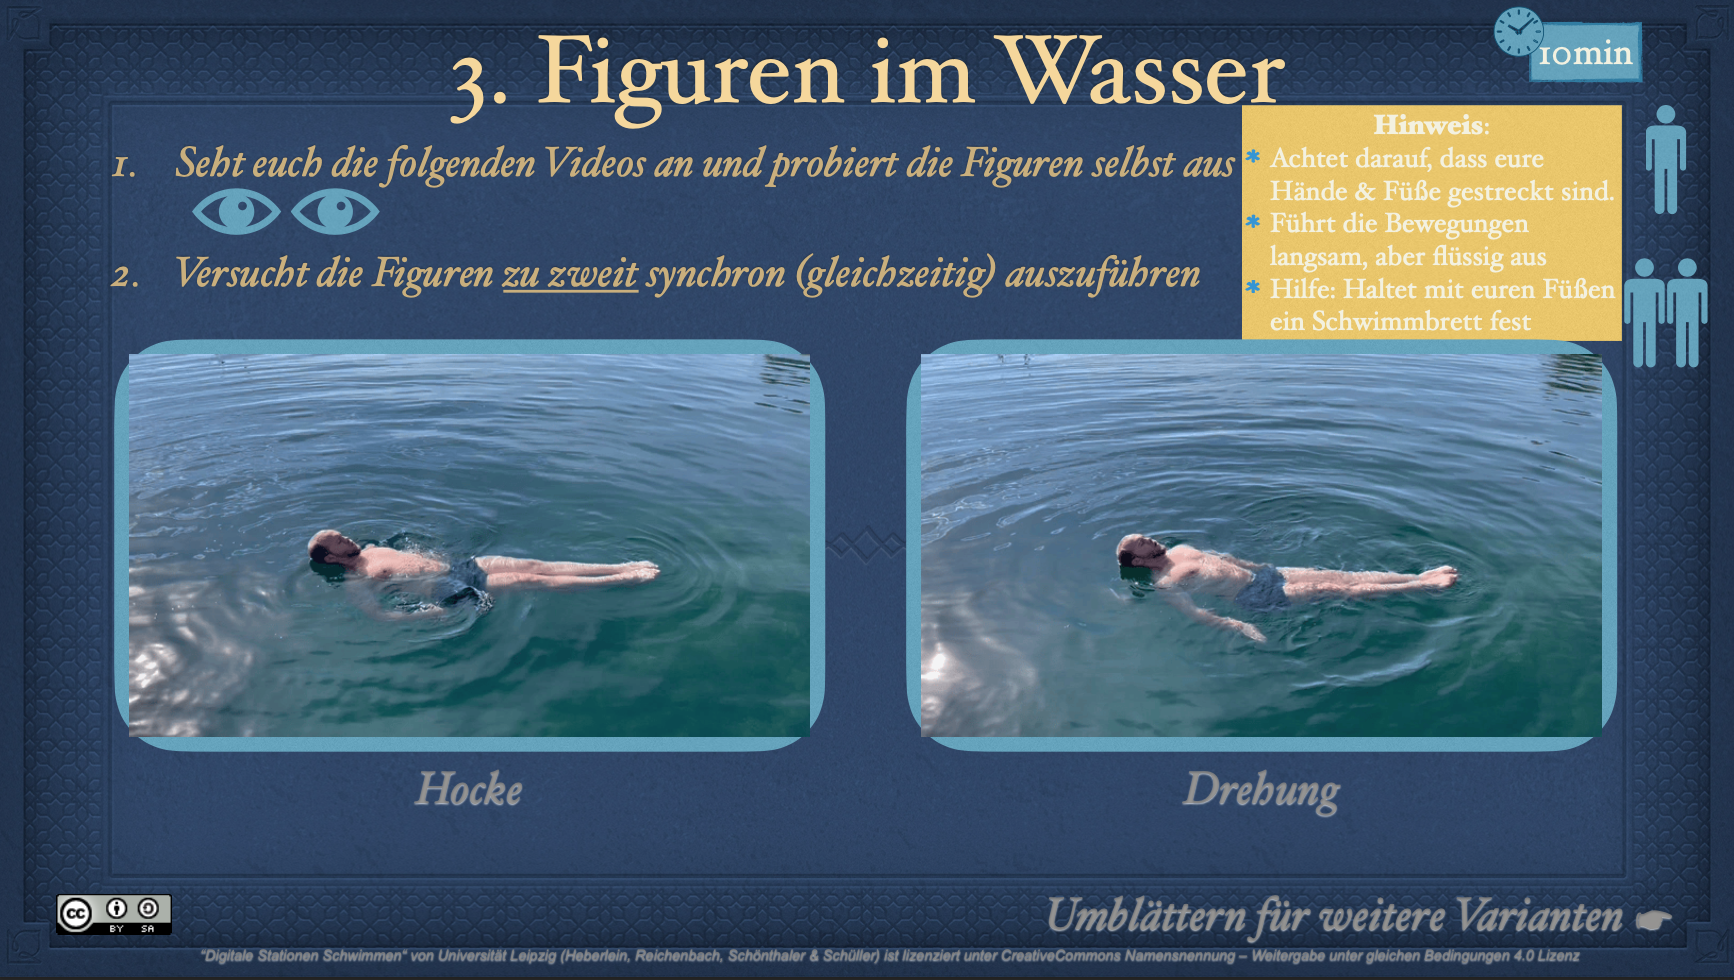 3. Figuren im Wasser
10min
1. Seht euch die folgenden Videos an und probiert die Figuren selbst aus
2. Versucht die Figuren zu zweit synchron (gleichzeitig) auszuführen
Hinweis:
* Achtet darauf, dass eure
Hände & Füße gestreckt sind.
* Führt die Bewegungen
langsam, aber flüssig aus
* Hilfe: Haltet mit euren Füßen
ein Schwimmbrett fest
Hocke
Drehung
Umblättern für weitere Varianten
cc BY SA
"Digitale Stationen Schwimmen" von Universität Leipzig (Heberlein, Reichenbach, Schönthaler & Schüller) ist lizenziert unter CreativeCommons Namensnennung – Weitergabe unter gleichen Bedingungen 4.0 Lizenz